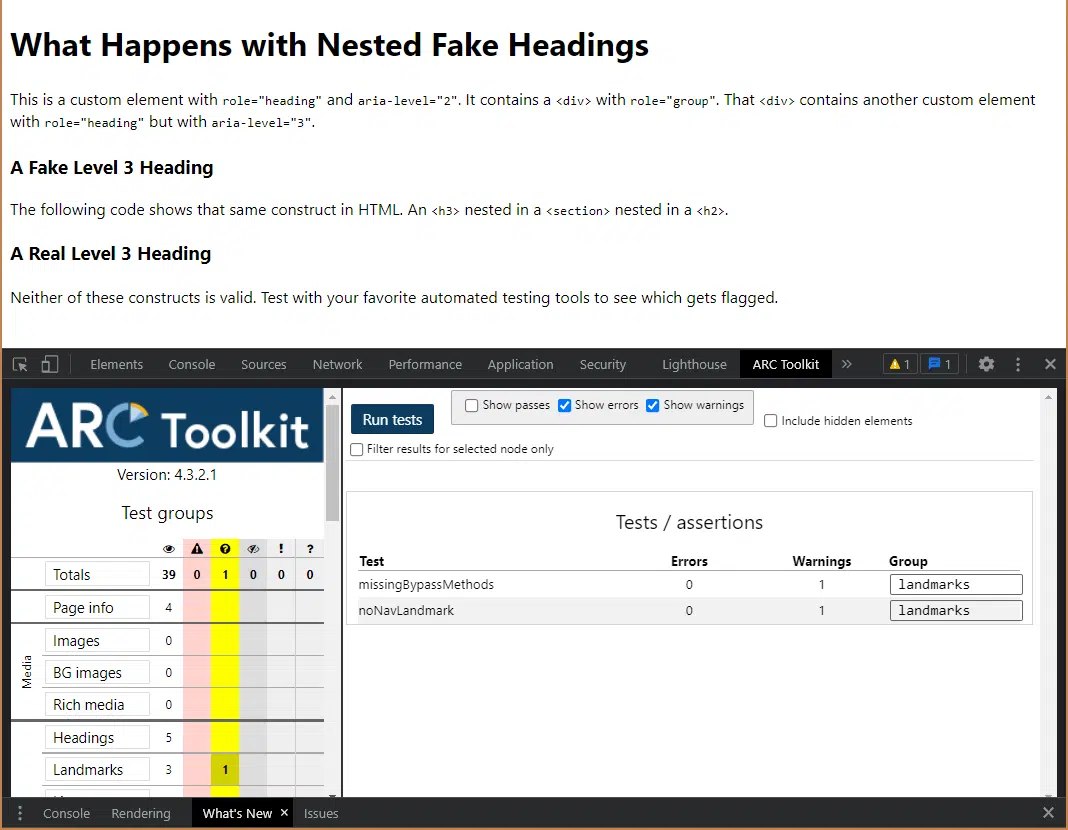 What Happens with Nested Fake Headings
This is a custom element with role="heading" and aria-level="2". It contains a <div> with role="group". That <div> contains another custom element
with role="heading" but with aria-level="3".
A Fake Level 3 Heading
The following code shows that same construct in HTML. An <h3> nested in a <section> nested in a <h2>.
A Real Level 3 Heading
Neither of these constructs is valid. Test with your favorite automated testing tools to see which gets flagged.
Elements Console Sources Network Performance Application Security Lighthouse ARC Toolkit » 1 1
ARC Toolkit
Version: 4.3.2.1
Test groups
! ?
Totals 39 0 1 0 0 0
Page info 4
Media
Images 0
BG images 0
Rich media 0
Headings 5
Landmarks 3 1
Run tests
Show passes Show errors Show warnings
Include hidden elements
Filter results for selected node only
Tests / assertions
Test Errors Warnings Group
missingBypassMethods 0 1 landmarks
noNavLandmark 0 1 landmarks
Console Rendering What's New × Issues